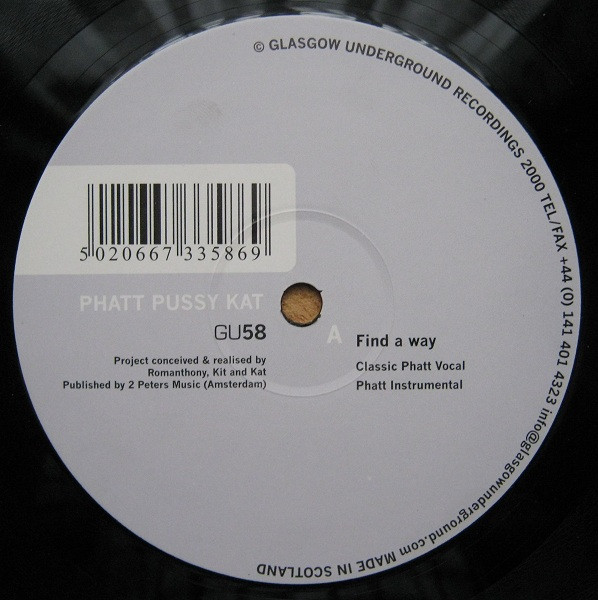 © GLASGOW UNDERGROUND RECORDINGS 2000 TEL/FAX +44 (0) 141 401 4323 info@glasgowunderground.com MADE IN SCOTLAND
5 020667 335869
PHATT PUSSY KAT
GU58
Project conceived & realised by
Romanthony, Kit and Kat
Published by 2 Peters Music (Amsterdam)
A
Find a way
Classic Phatt Vocal
Phatt Instrumental